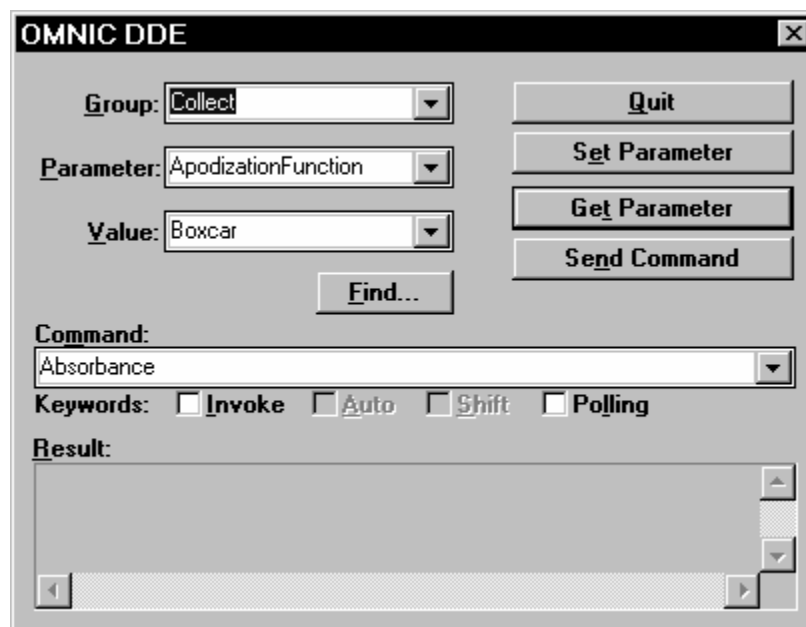 OMNIC DDE
Group: Collect
Quit
Parameter: ApodizationFunction
Set Parameter
Value: Boxcar
Get Parameter
Send Command
Find...
Command:
Absorbance
Keywords: Invoke Auto Shift Polling
Result: